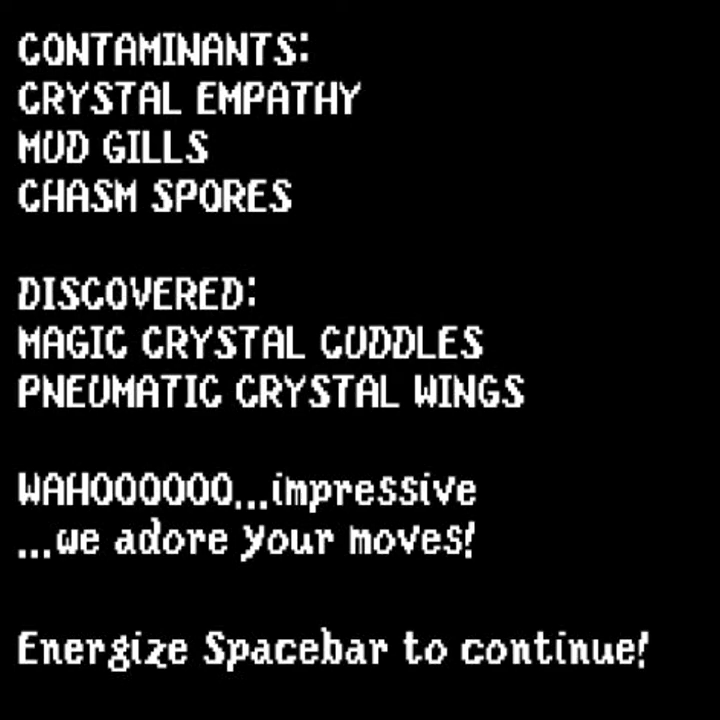 CONTAMINANTS:
CRYSTAL EMPATHY
MUD GILLS
CHASM SPORES
DISCOVERED:
MAGIC CRYSTAL CUDDLES
PNEUMATIC CRYSTAL WINGS
WAHOOOOOO...impressive
...we adore your moves!
Energize Spacebar to continue!